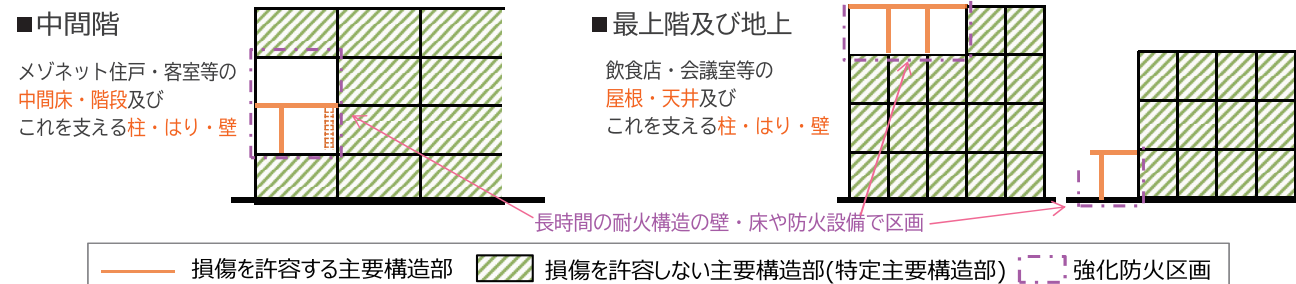 ■中間階
メゾネット住戸・客室等の
中間床・階段及び
これを支える柱・はり・壁
■最上階及び地上
飲食店・会議室等の
屋根・天井及び
これを支える柱・はり・壁
長時間の耐火構造の壁・床や防火設備で区画
損傷を許容する主要構造部
損傷を許容しない主要構造部(特定主要構造部)
強化防火区画